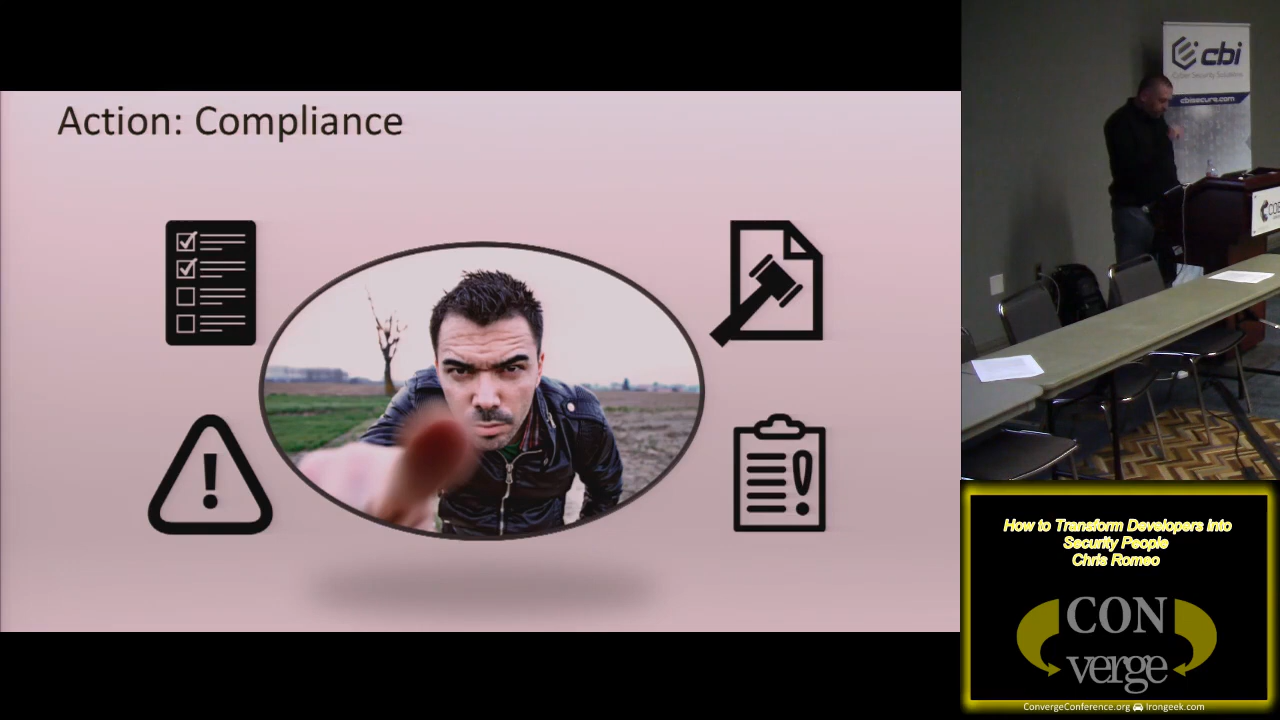 Action: Compliance
cbi
Cyber Security Solutions
cbisecure.com
How to Transform Developers Into
Security People
Chris Romeo
CON
verge
ConvergeConference.org Irongeek.com